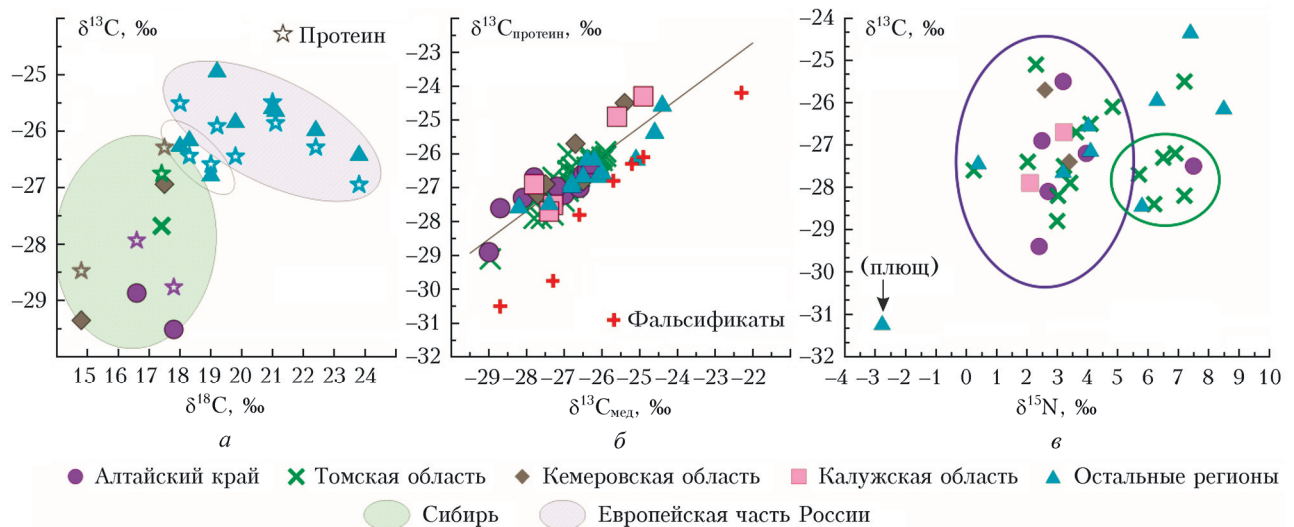 δ¹³C, ‰
Протеин
–25
–26
–27
–28
–29
15 16 17 18 19 20 21 22 23 24
δ¹⁸C, ‰
а
δ¹³Cпротеин, ‰
–23
–24
–25
–26
–27
–28
–29
–30
–31
–32
Фальсификаты
–29 –28 –27 –26 –25 –24 –23 –22
δ¹³Cмед, ‰
б
–24
δ¹³C, ‰
–26
–28
–30
–32
(плющ)
–4 –3 –2 –1 0 1 2 3 4 5 6 7 8 9 10
δ¹⁵N, ‰
в
Алтайский край Томская область Кемеровская область Калужская область Остальные регионы
Сибирь Европейская часть России